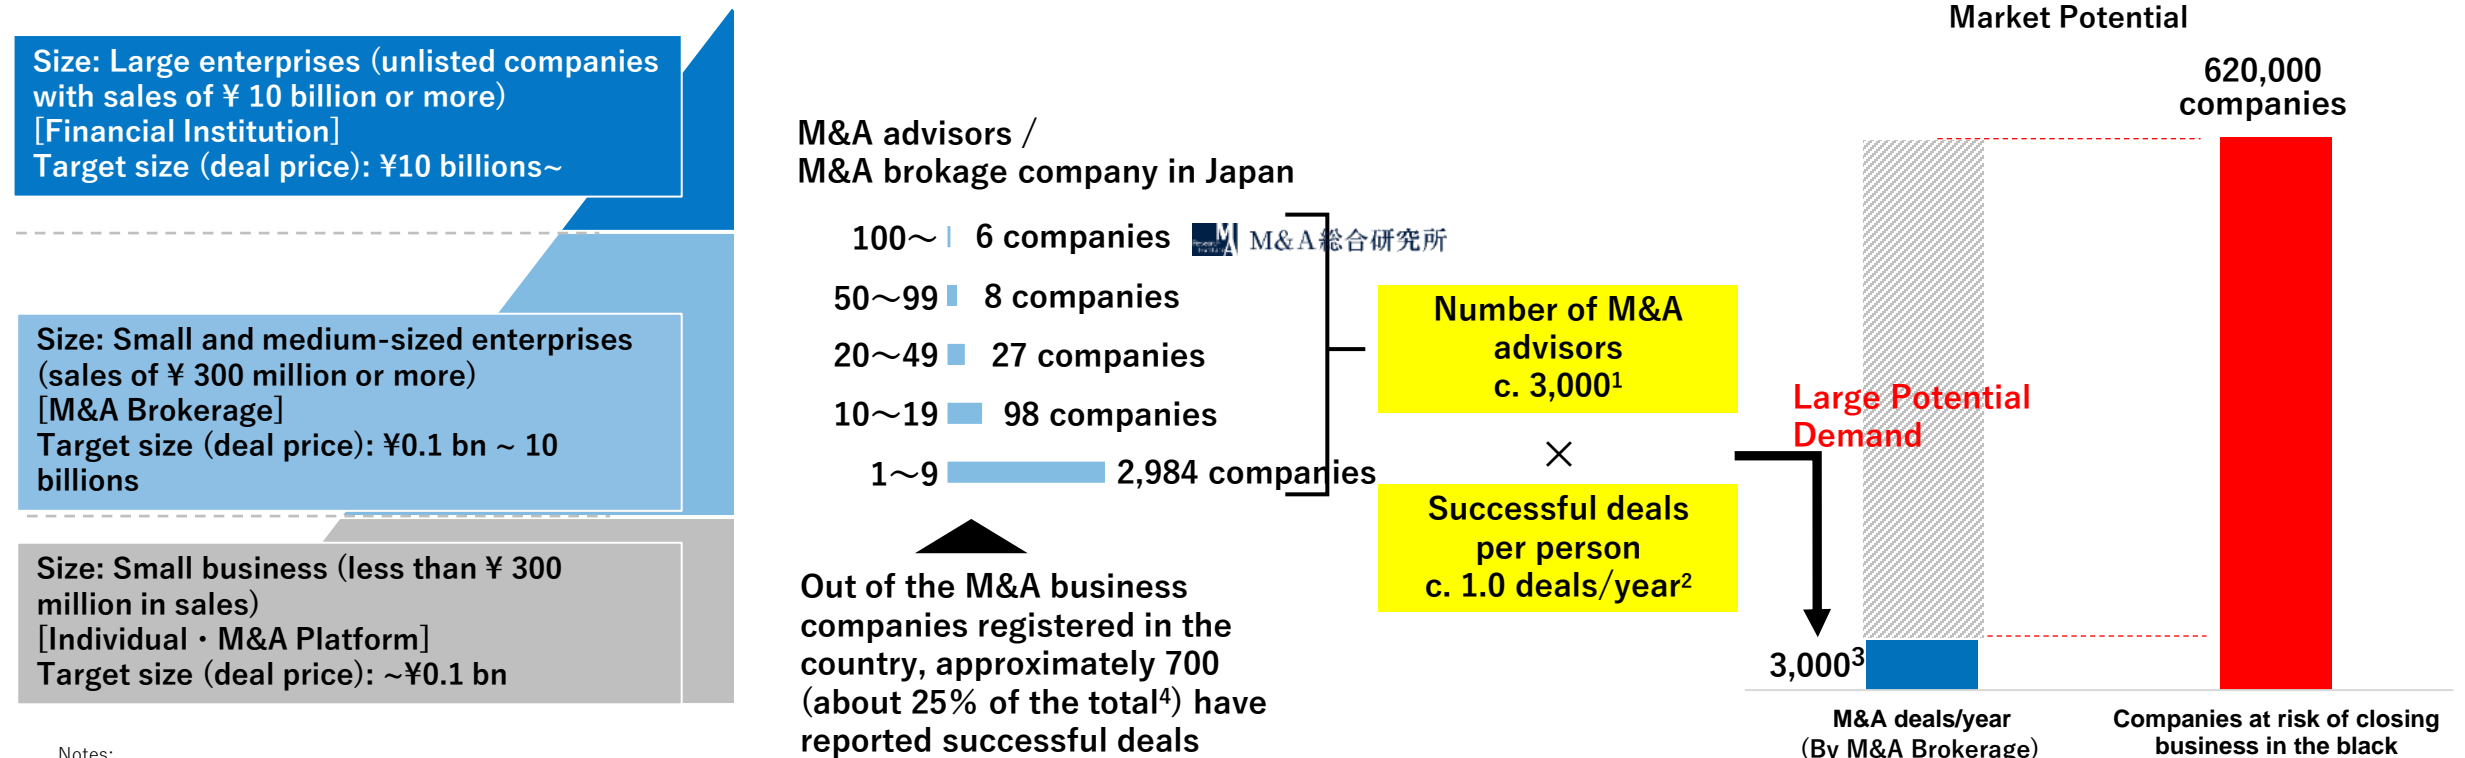 Size: Large enterprises (unlisted companies
with sales of ¥ 10 billion or more)
[Financial Institution]
Target size (deal price): ¥10 billions~
Size: Small and medium-sized enterprises
(sales of ¥ 300 million or more)
[M&A Brokerage]
Target size (deal price): ¥0.1 bn ~ 10
billions
Size: Small business (less than ¥ 300
million in sales)
[Individual・M&A Platform]
Target size (deal price): ~¥0.1 bn
Notes:
M&A advisors /
M&A brokage company in Japan
100～ 6 companies M&A総合研究所
50～99 8 companies
20～49 27 companies
10～19 98 companies
1～9 2,984 companies
Out of the M&A business
companies registered in the
country, approximately 700
(about 25% of the total⁴) have
reported successful deals
Number of M&A
advisors
c. 3,000¹
×
Successful deals
per person
c. 1.0 deals/year²
Market Potential
620,000
companies
Large Potential
Demand
3,000³
M&A deals/year
(By M&A Brokerage)
Companies at risk of closing
business in the black